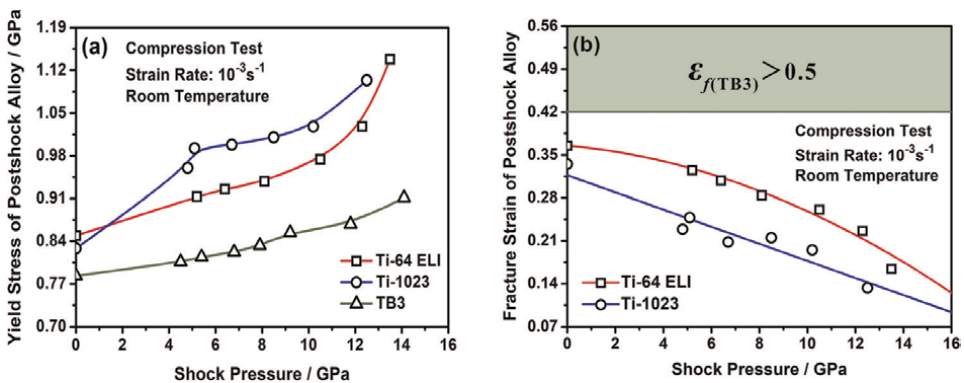 (a)
Compression Test
Strain Rate: 10⁻³s⁻¹
Room Temperature
Yield Stress of Postshock Alloy / GPa
1.19
1.12
1.05
0.98
0.91
0.84
0.77
0.70
Ti-64 ELI
Ti-1023
TB3
0 2 4 6 8 10 12 14 16
Shock Pressure / GPa
(b)
εf(TB3)>0.5
Compression Test
Strain Rate: 10⁻³s⁻¹
Room Temperature
Fracture Strain of Postshock Alloy
0.56
0.49
0.42
0.35
0.28
0.21
0.14
0.07
Ti-64 ELI
Ti-1023
0 2 4 6 8 10 12 14 16
Shock Pressure / GPa